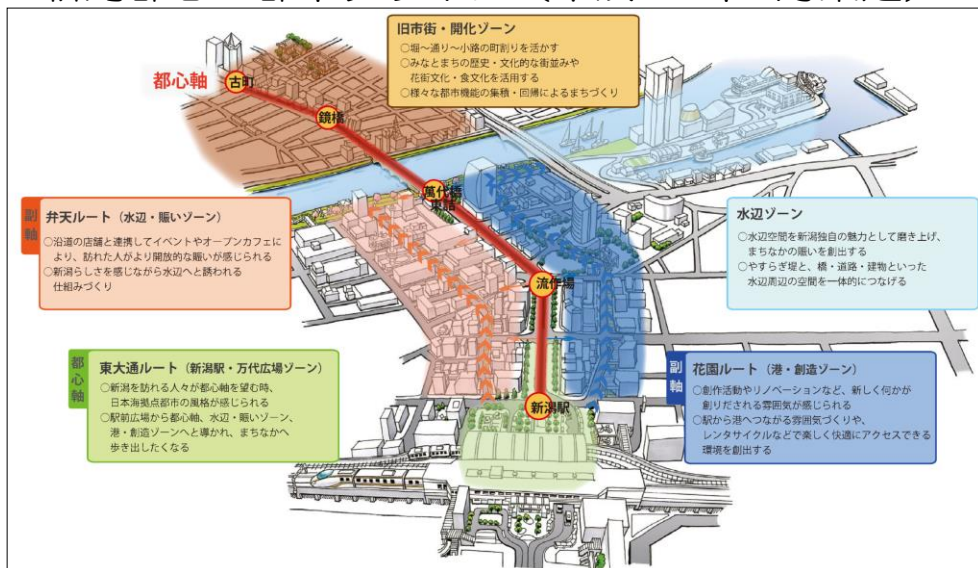 旧市街・開化ゾーン
○堀~通り~小路の町割りを活かす
○みなとまちの歴史・文化的な街並みや
花街文化・食文化を活用する
○様々な都市機能の集積・回帰によるまちづくり
都心軸
古町
鏡橋
萬代橋
東詰
流作場
新潟駅
副軸
弁天ルート(水辺・賑いゾーン)
○沿道の店舗と連携してイベントやオープンカフェに
より、訪れた人がより開放的な賑いが感じられる
○新潟らしさを感じながら水辺へと誘われる
仕組みづくり
水辺ゾーン
○水辺空間を新潟独自の魅力として磨き上げ、
まちなかの賑いを創出する
○やすらぎ堤と、橋・道路・建物といった
水辺周辺の空間を一体的につなげる
都心軸
東大通ルート(新潟駅・万代広場ゾーン)
○新潟を訪れる人々が都心軸を望む時、
日本海拠点都市の風格が感じられる
○駅前広場から都心軸、水辺・賑いゾーン、
港・創造ゾーンへと導かれ、まちなかへ
歩き出したくなる
副軸
花園ルート(港・創造ゾーン)
○創作活動やリノベーションなど、新しく何かが
創りだされる雰囲気が感じられる
○駅から港へつながる雰囲気づくりや、
レンタサイクルなどで楽しく快適にアクセスできる
環境を創出する